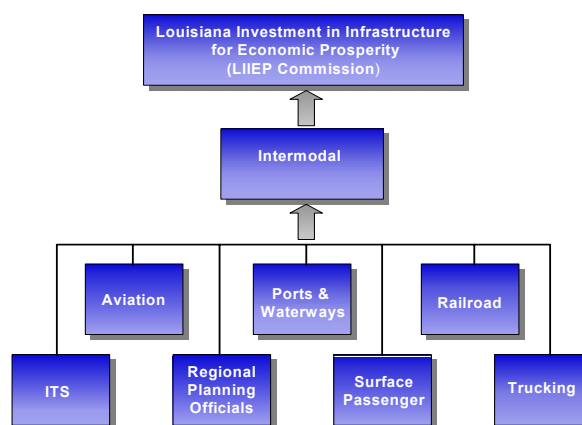 Louisiana Investment in Infrastructure
for Economic Prosperity
(LIIEP Commission)
Intermodal
Aviation
Ports &
Waterways
Railroad
ITS
Regional
Planning
Officials
Surface
Passenger
Trucking